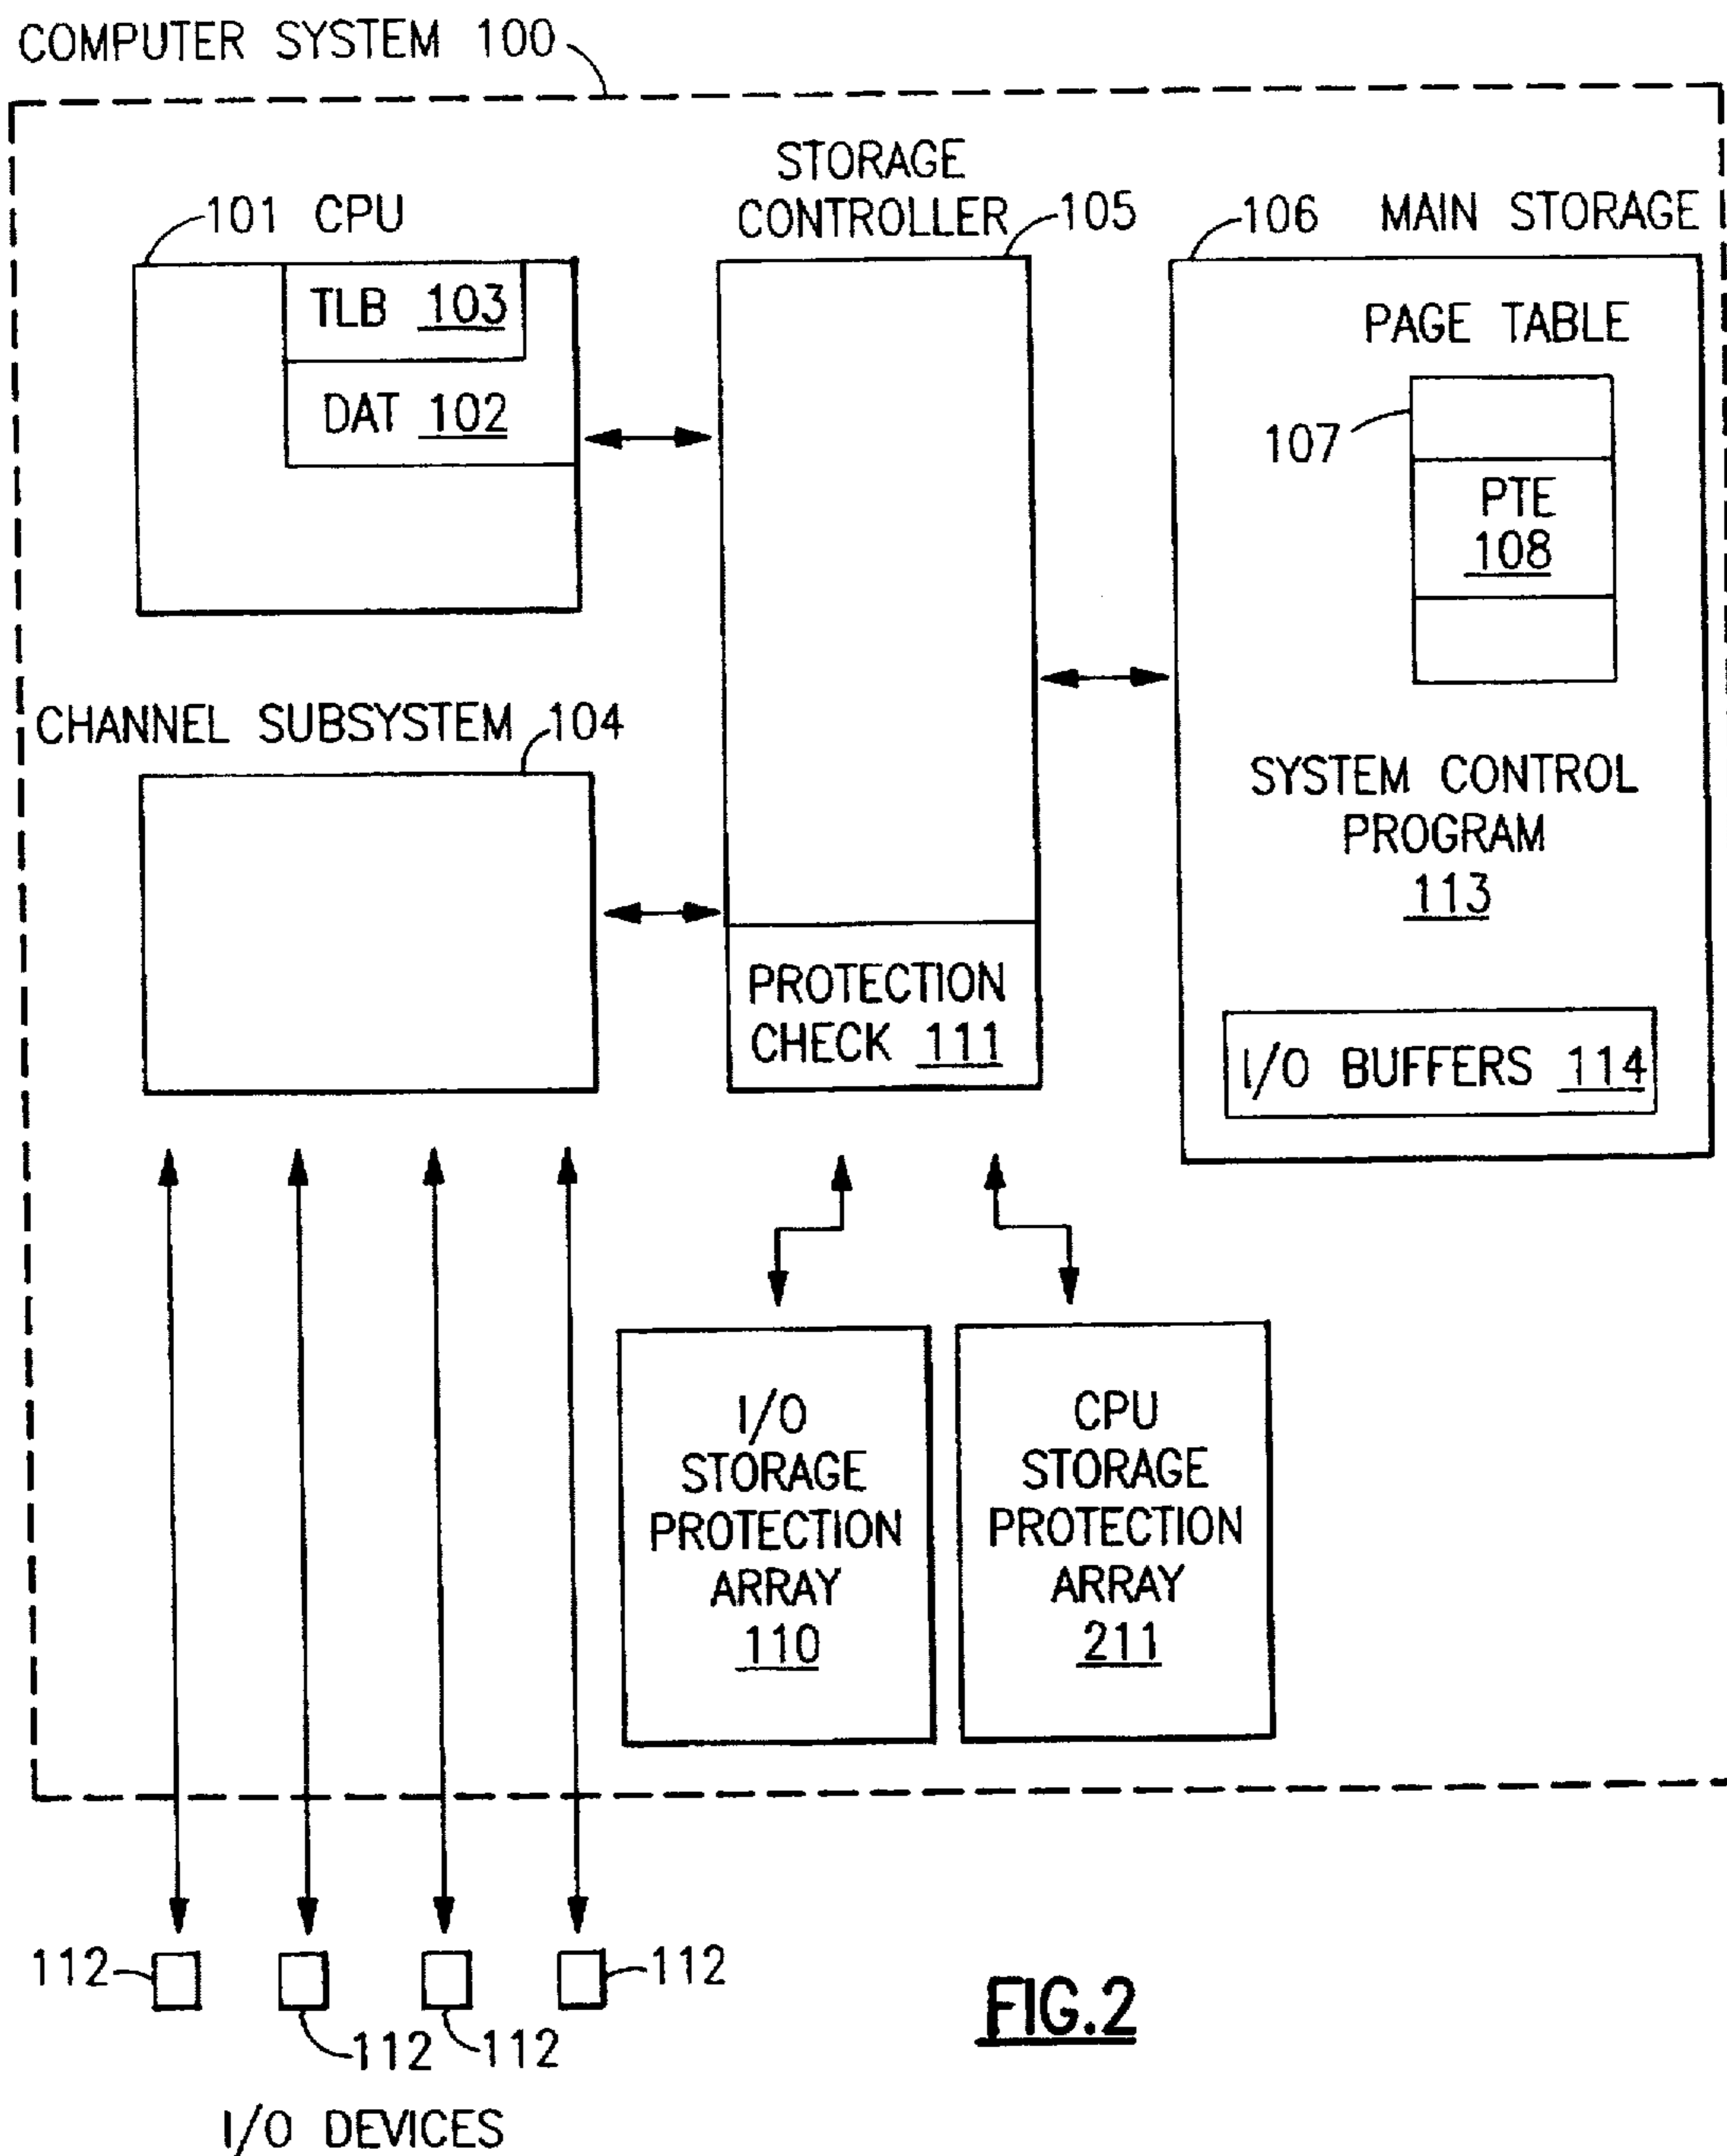 COMPUTER SYSTEM 100
101 CPU
TLB 103
DAT 102
STORAGE
CONTROLLER 105
106 MAIN STORAGE
PAGE TABLE
107
PTE
108
CHANNEL SUBSYSTEM 104
SYSTEM CONTROL
PROGRAM
113
PROTECTION
CHECK 111
I/O BUFFERS 114
I/O
STORAGE
PROTECTION
ARRAY
110
CPU
STORAGE
PROTECTION
ARRAY
211
112
112
112
112
I/O DEVICES
FIG.2